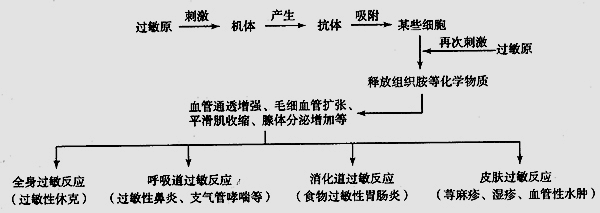 过敏原 刺激 机体 产生 抗体 吸附 某些细胞
再次刺激
过敏原
释放组织胺等化学物质
血管通透增强、毛细血管扩张、
平滑肌收缩、腺体分泌增加等
全身过敏反应 呼吸道过敏反应 消化道过敏反应 皮肤过敏反应
(过敏性休克) (过敏性鼻炎、支气管哮喘等) (食物过敏性胃肠炎) (荨麻疹、湿疹、血管性水肿)